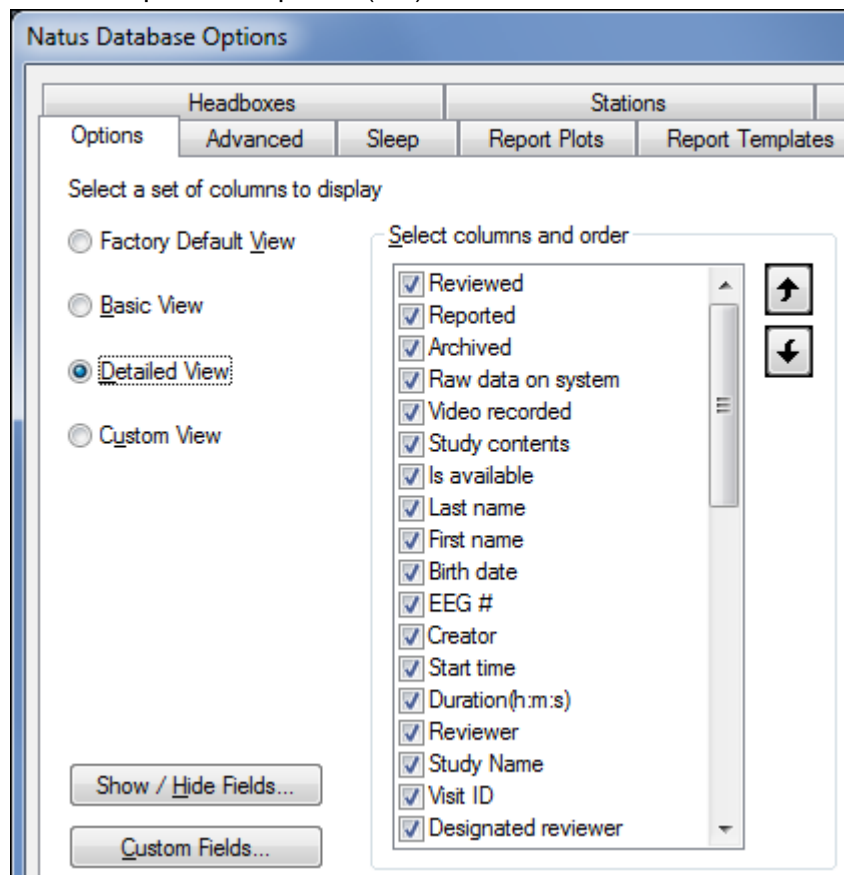 Natus Database Options
Headboxes Stations
Options Advanced Sleep Report Plots Report Templates
Select a set of columns to display
Factory Default View
Basic View
Detailed View
Custom View
Select columns and order
Reviewed
Reported
Archived
Raw data on system
Video recorded
Study contents
Is available
Last name
First name
Birth date
EEG #
Creator
Start time
Duration(h:m:s)
Reviewer
Study Name
Visit ID
Designated reviewer
Show / Hide Fields...
Custom Fields...